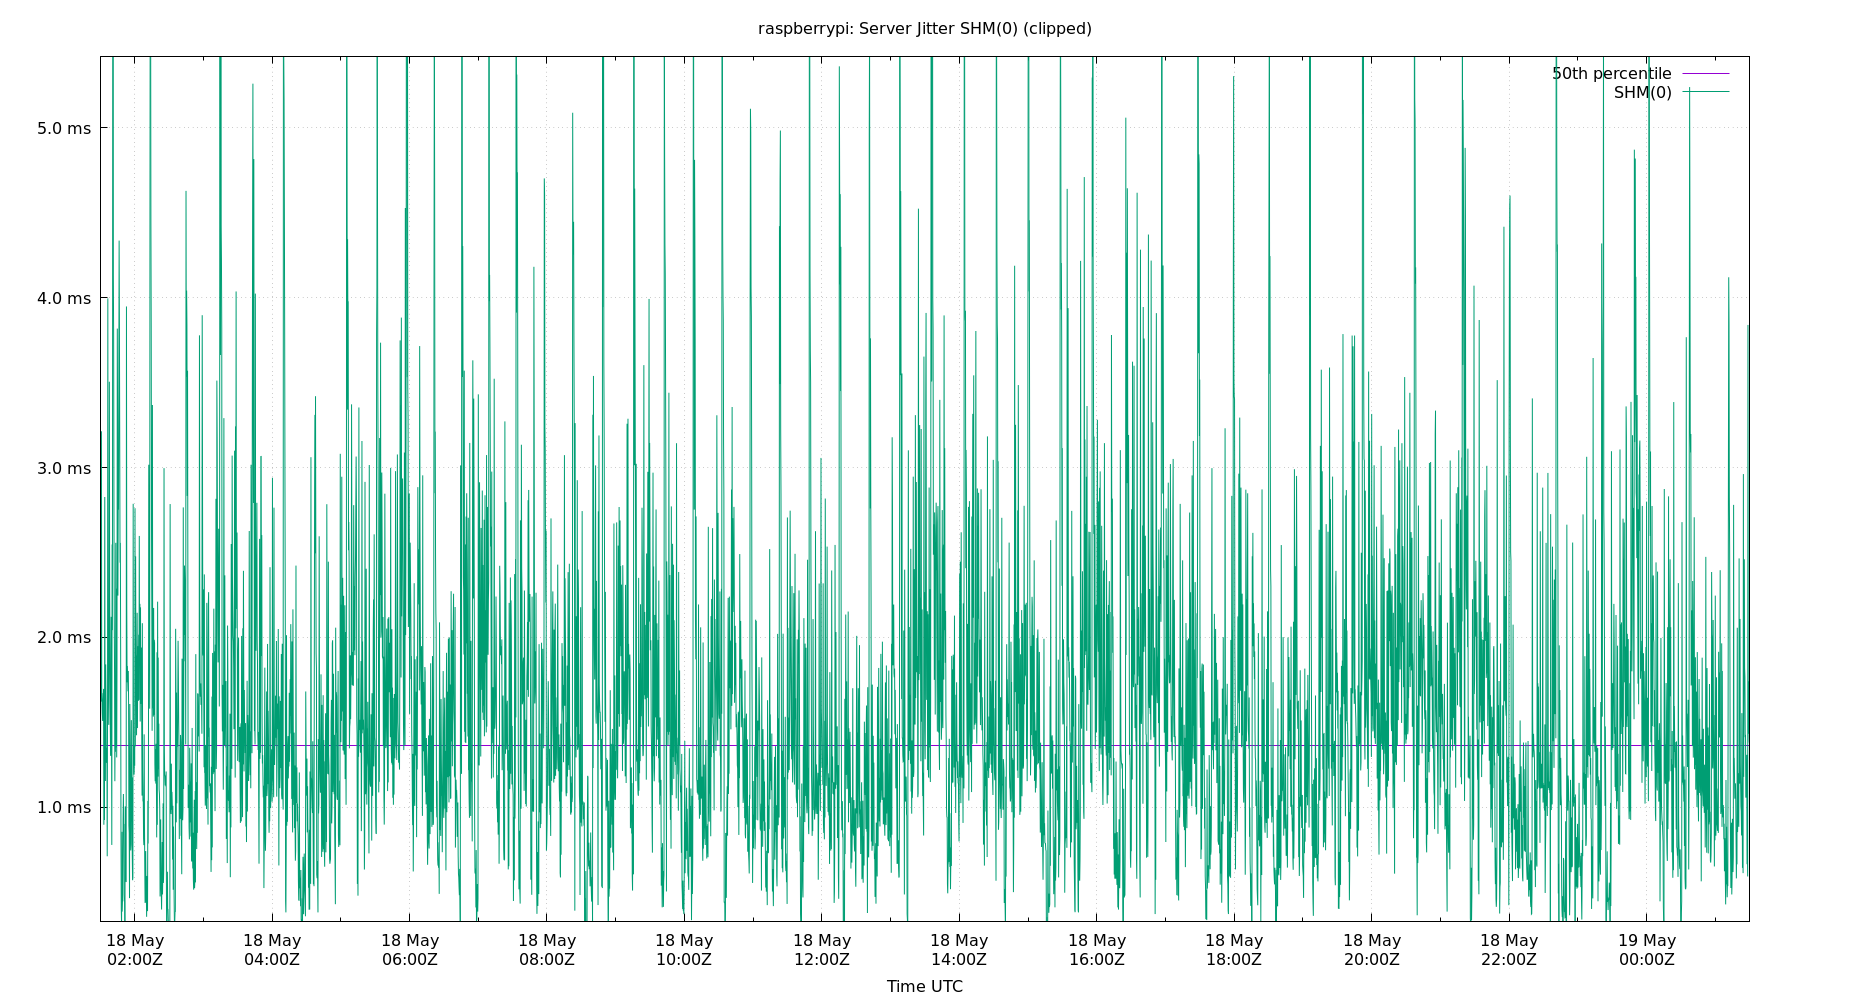 raspberrypi: Server Jitter SHM(0) (clipped)
50th percentile
SHM(0)
5.0 ms
4.0 ms
3.0 ms
2.0 ms
1.0 ms
18 May 18 May 18 May 18 May 18 May 18 May 18 May 18 May 18 May 18 May 18 May 19 May
02:00Z 04:00Z 06:00Z 08:00Z 10:00Z 12:00Z 14:00Z 16:00Z 18:00Z 20:00Z 22:00Z 00:00Z
Time UTC